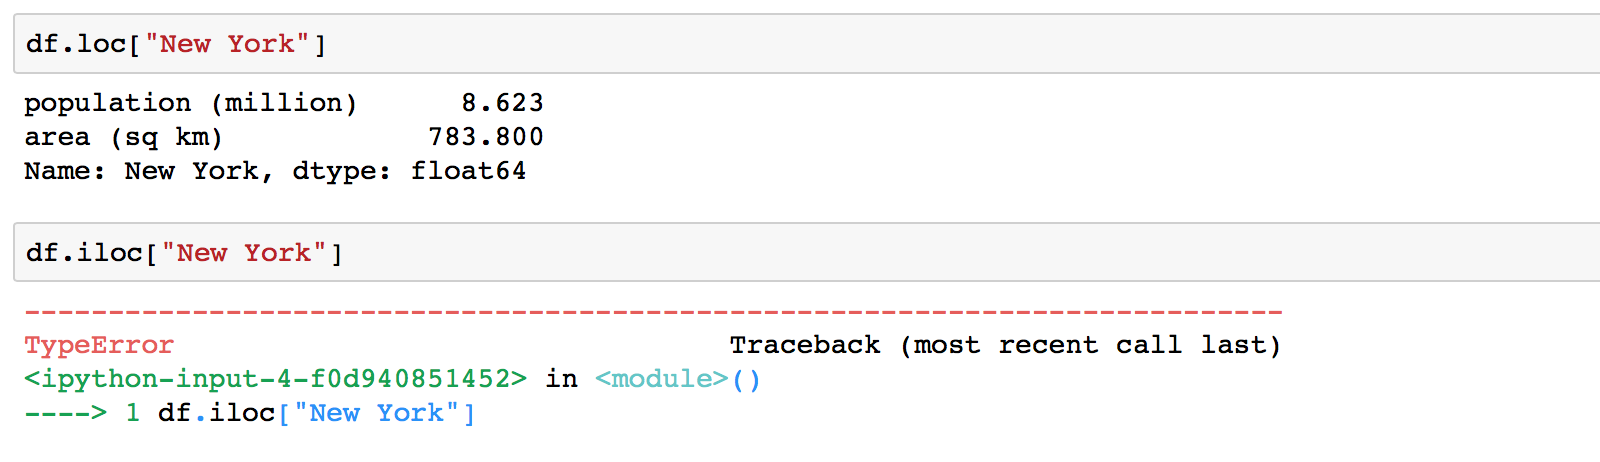 df.loc["New York"]
population (million)      8.623
area (sq km)            783.800
Name: New York, dtype: float64
df.iloc["New York"]
---------------------------------------------------------------------------
TypeError                                 Traceback (most recent call last)
<ipython-input-4-f0d940851452> in <module>()
----> 1 df.iloc["New York"]